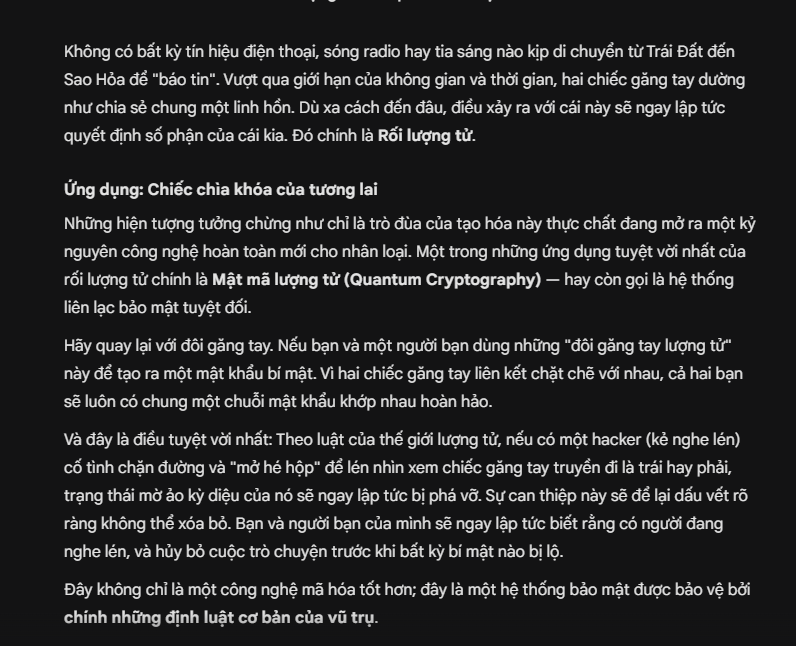 Không có bất kỳ tín hiệu điện thoại, sóng radio hay tia sáng nào kịp di chuyển từ Trái Đất đến
Sao Hỏa để "báo tin". Vượt qua giới hạn của không gian và thời gian, hai chiếc găng tay dường
như chia sẻ chung một linh hồn. Dù xa cách đến đâu, điều xảy ra với cái này sẽ ngay lập tức
quyết định số phận của cái kia. Đó chính là Rối lượng tử.
Ứng dụng: Chiếc chìa khóa của tương lai
Những hiện tượng tưởng chừng như chỉ là trò đùa của tạo hóa này thực chất đang mở ra một kỷ
nguyên công nghệ hoàn toàn mới cho nhân loại. Một trong những ứng dụng tuyệt vời nhất của
rối lượng tử chính là Mật mã lượng tử (Quantum Cryptography) — hay còn gọi là hệ thống
liên lạc bảo mật tuyệt đối.
Hãy quay lại với đôi găng tay. Nếu bạn và một người bạn dùng những "đôi găng tay lượng tử"
này để tạo ra một mật khẩu bí mật. Vì hai chiếc găng tay liên kết chặt chẽ với nhau, cả hai bạn
sẽ luôn có chung một chuỗi mật khẩu khớp nhau hoàn hảo.
Và đây là điều tuyệt vời nhất: Theo luật của thế giới lượng tử, nếu có một hacker (kẻ nghe lén)
cố tình chặn đường và "mở hé hộp" để lén nhìn xem chiếc găng tay truyền đi là trái hay phải,
trạng thái mờ ảo kỳ diệu của nó sẽ ngay lập tức bị phá vỡ. Sự can thiệp này sẽ để lại dấu vết rõ
ràng không thể xóa bỏ. Bạn và người bạn của mình sẽ ngay lập tức biết rằng có người đang
nghe lén, và hủy bỏ cuộc trò chuyện trước khi bất kỳ bí mật nào bị lộ.
Đây không chỉ là một công nghệ mã hóa tốt hơn; đây là một hệ thống bảo mật được bảo vệ bởi
chính những định luật cơ bản của vũ trụ.